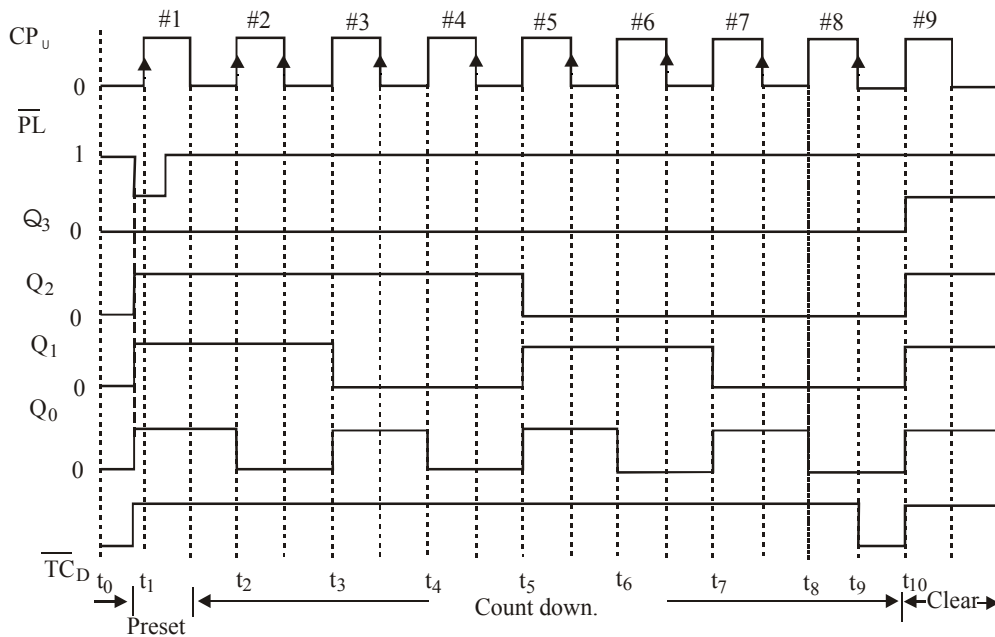 #1 #2 #3 #4 #5 #6 #7 #8 #9
CP U
0
PL
1
Q3
0
Q2
0
Q1
0
Q0
0
TCD
t0 t1 t2 t3 t4 t5 t6 t7 t8 t9 t10
Preset
Count down.
Clear